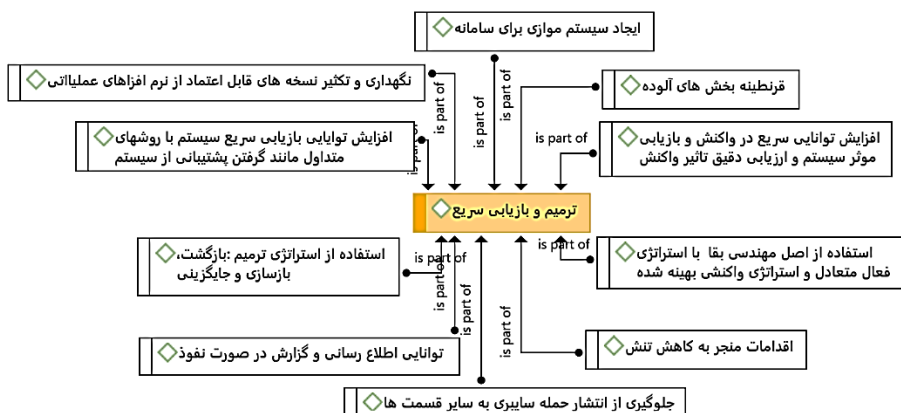 ایجاد سیستم موازی برای سامانه
نگهداری و تکثیر نسخه های قابل اعتماد از نرم افزاهای عملیااتی
is part of
is part of
is part of
قرنطینه بخش های آلوده
افزایش توایایی بازیابی سریع سیستم با روشهای
متداول مانند گرفتن پشتیبانی از سیستم
is part of
is part of
افزایش توانایی سریع در واکنش و بازیابی
موثر سیستم و ارزیابی دقیق تاثیر واکنش
ترمیم و بازیابی سریع
استفاده از استراتژی ترمیم :بازگشت،
بازسازی و جایگزینی
is part of
is part of
استفاده از اصل مهندسی بقا با استراتژی
فعال متعادل و استراتژی واکنشی بهینه شده
is part of
is part of
is part of
اقدامات منجر به کاهش تنش
توانایی اطلاع رسانی و گزارش در صورت نفوذ
جلوگیری از انتشار حمله سایبری به سایر قسمت ها